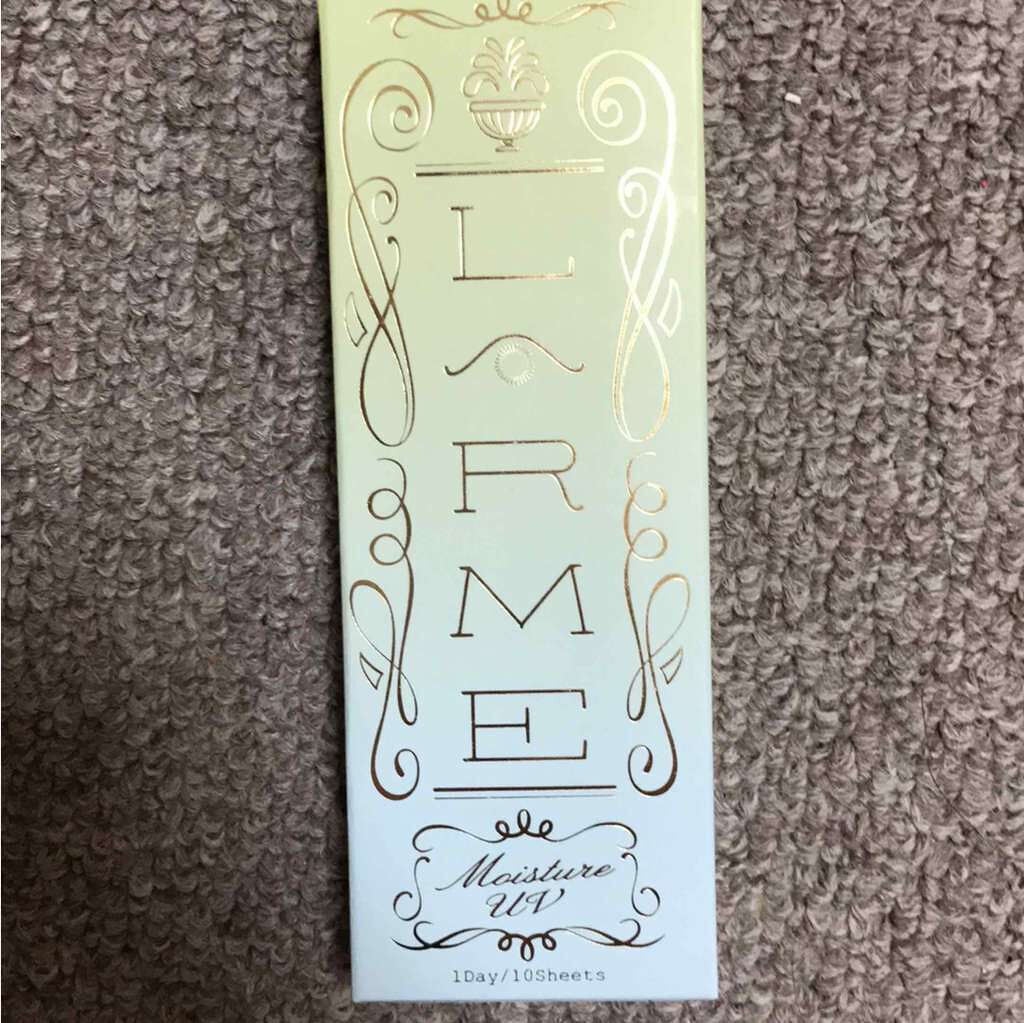 LARME
Moisture
UV
1Day/10Sheets